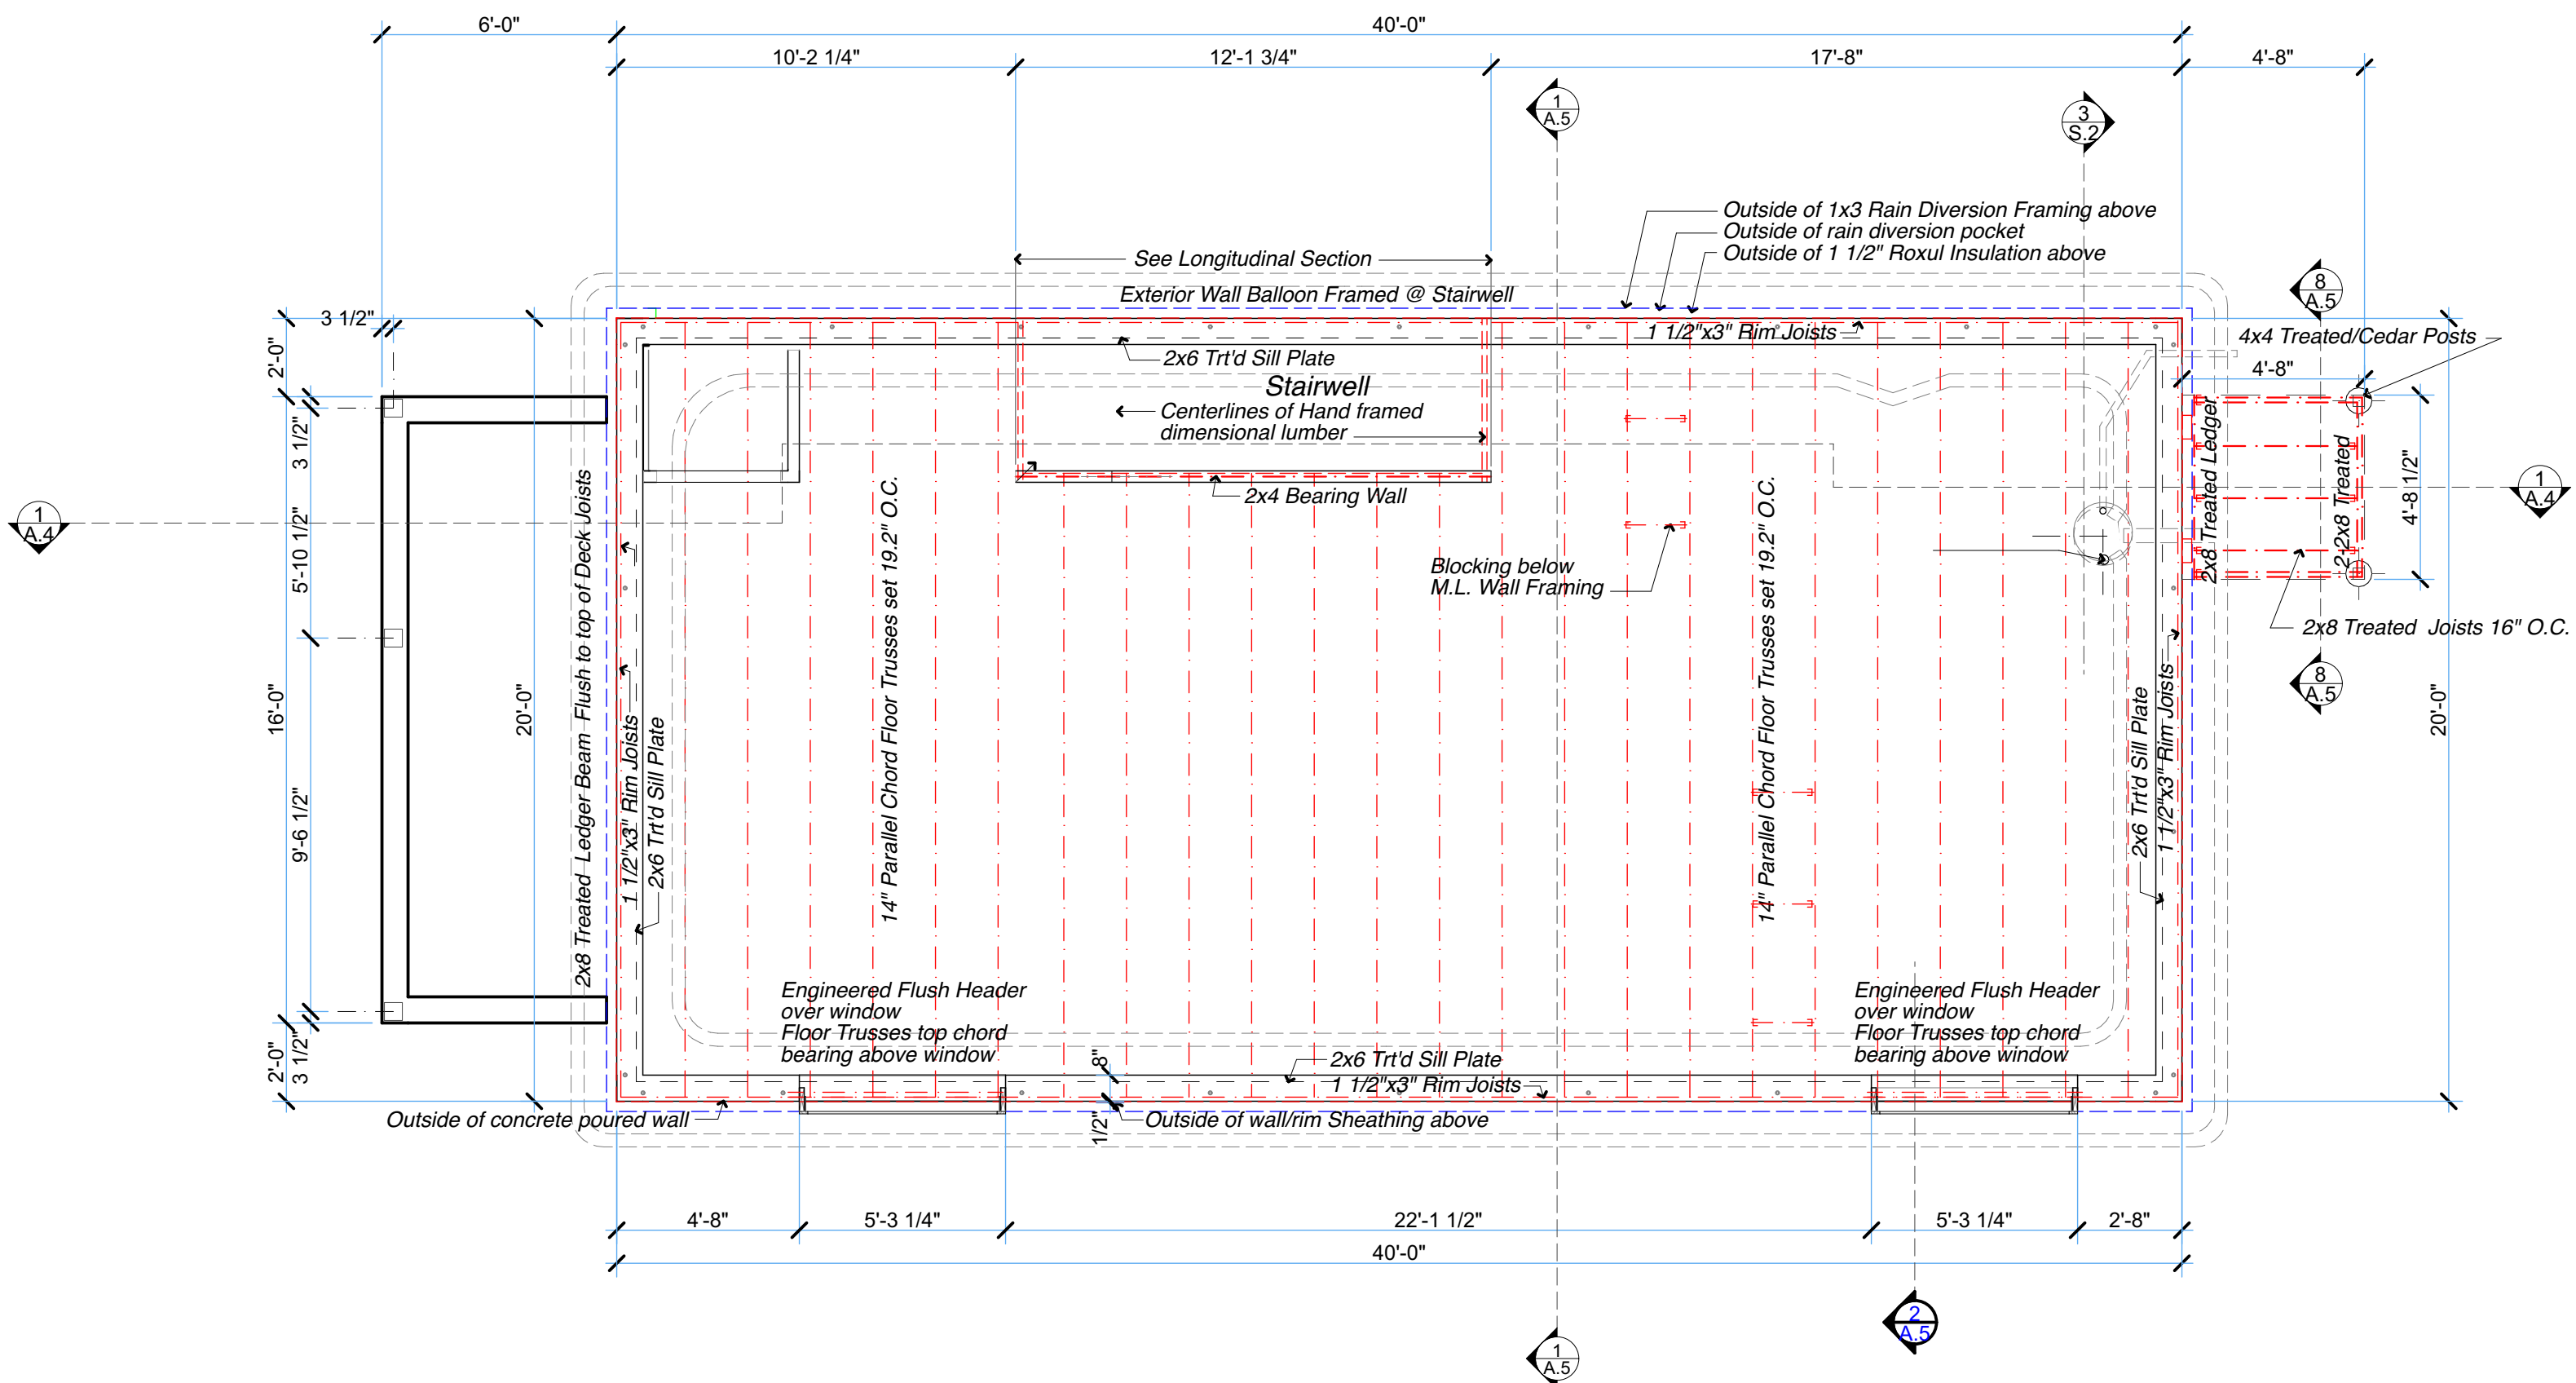 6'-0"
40'-0"
10'-2 1/4"
12'-1 3/4"
17'-8"
4'-8"
1
A.5
3
S.2
Outside of 1x3 Rain Diversion Framing above
Outside of rain diversion pocket
Outside of 1 1/2" Roxul Insulation above
See Longitudinal Section
Exterior Wall Balloon Framed @ Stairwell
8
A.5
3 1/2"
2'-0"
1 1/2"x3" Rim Joists
4x4 Treated/Cedar Posts
2x6 Trt'd Sill Plate
4'-8"
Stairwell
Centerlines of Hand framed
dimensional lumber
3 1/2"
2x4 Bearing Wall
1
A.4
1
A.4
2x8 Treated Ledger
2-2x8 Treated
4'-8 1/2"
5'-10 1/2"
2x8 Treated Ledger Beam Flush to top of Deck Joists
14" Parallel Chord Floor Trusses set 19.2" O.C.
14" Parallel Chord Floor Trusses set 19.2" O.C.
Blocking below
M.L. Wall Framing
2x8 Treated Joists 16" O.C.
8
A.5
16'-0"
20'-0"
20'-0"
9'-6 1/2"
1 1/2"x3" Rim Joists
2x6 Trt'd Sill Plate
2x6 Trt'd Sill Plate
1 1/2"x3" Rim Joists
Engineered Flush Header
over window
Floor Trusses top chord
bearing above window
Engineered Flush Header
over window
Floor Trusses top chord
bearing above window
2'-0"
3 1/2"
8"
2x6 Trt'd Sill Plate
1 1/2"x3" Rim Joists
Outside of concrete poured wall
1/2"
Outside of wall/rim Sheathing above
4'-8"
5'-3 1/4"
22'-1 1/2"
5'-3 1/4"
2'-8"
40'-0"
2
A.5
1
A.5